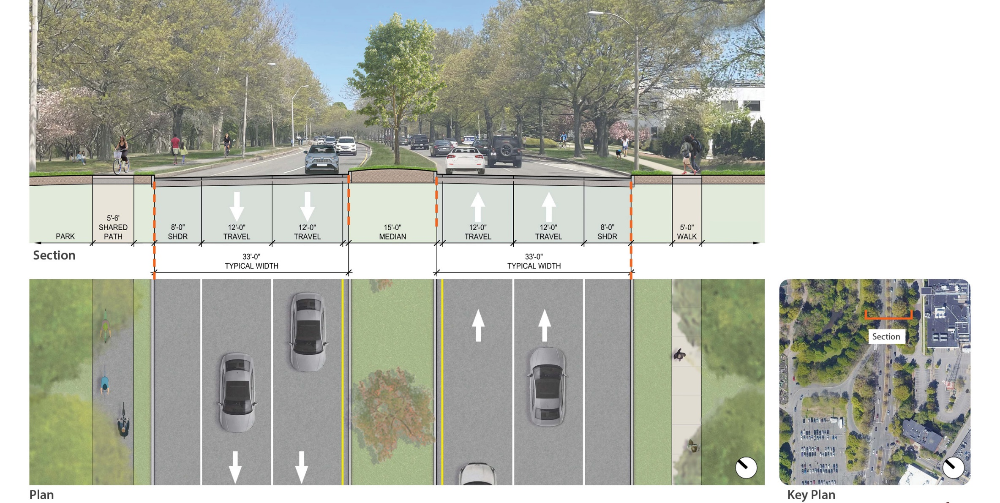 5'-6'
SHARED
PATH
PARK
8'-0"
SHDR
12'-0"
TRAVEL
12'-0"
TRAVEL
15'-0"
MEDIAN
12'-0"
TRAVEL
12'-0"
TRAVEL
8'-0"
SHDR
5'-0"
WALK
Section
33'-0"
TYPICAL WIDTH
33'-0"
TYPICAL WIDTH
Section
Plan
Key Plan